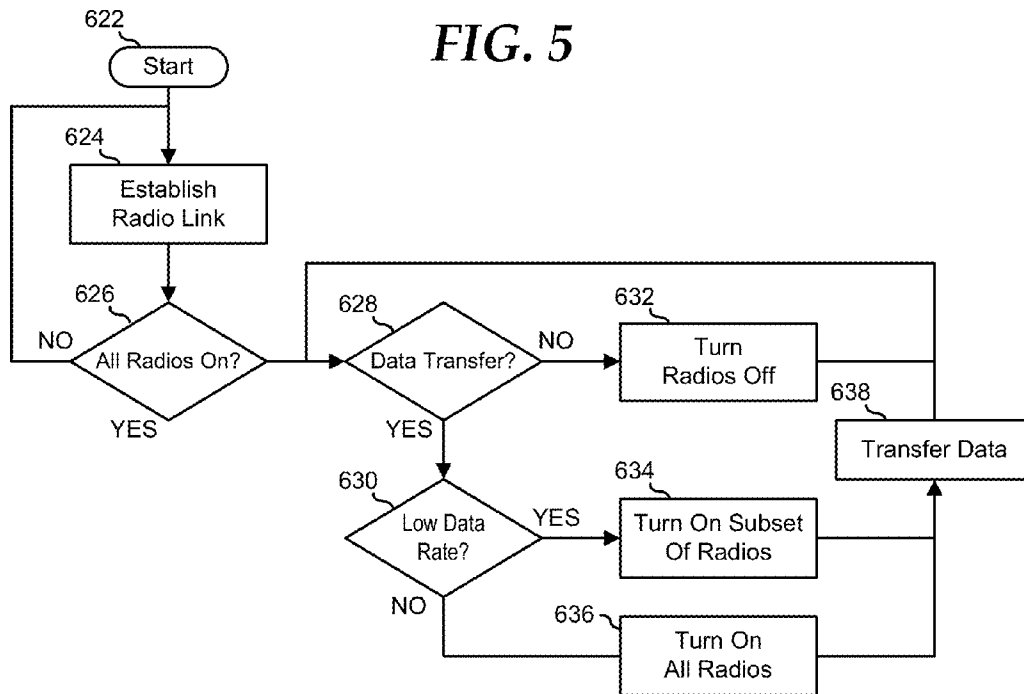 FIG. 5
622
Start
624
Establish
Radio Link
626
NO
All Radios On?
YES
628
Data Transfer?
NO
YES
632
Turn
Radios Off
638
Transfer Data
630
Low Data
Rate?
YES
NO
634
Turn On Subset
Of Radios
636
Turn On
All Radios